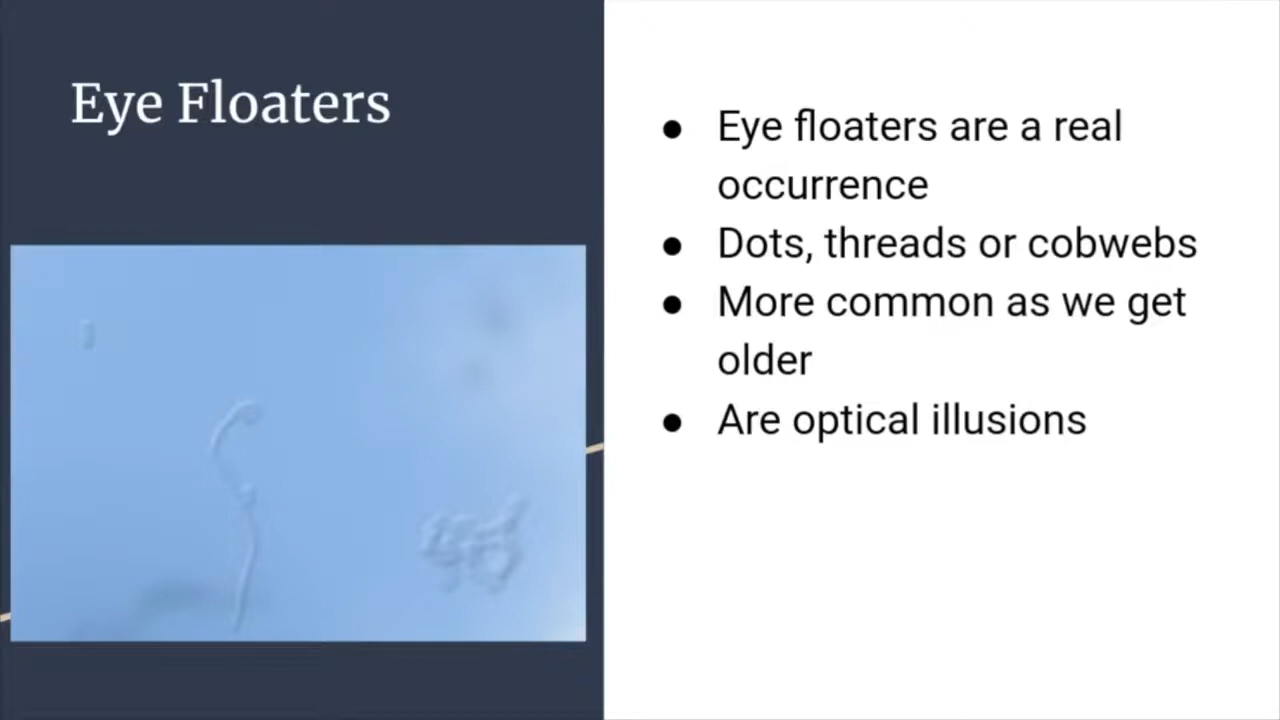 Eye Floaters
● Eye floaters are a real
occurrence
● Dots, threads or cobwebs
● More common as we get
older
● Are optical illusions